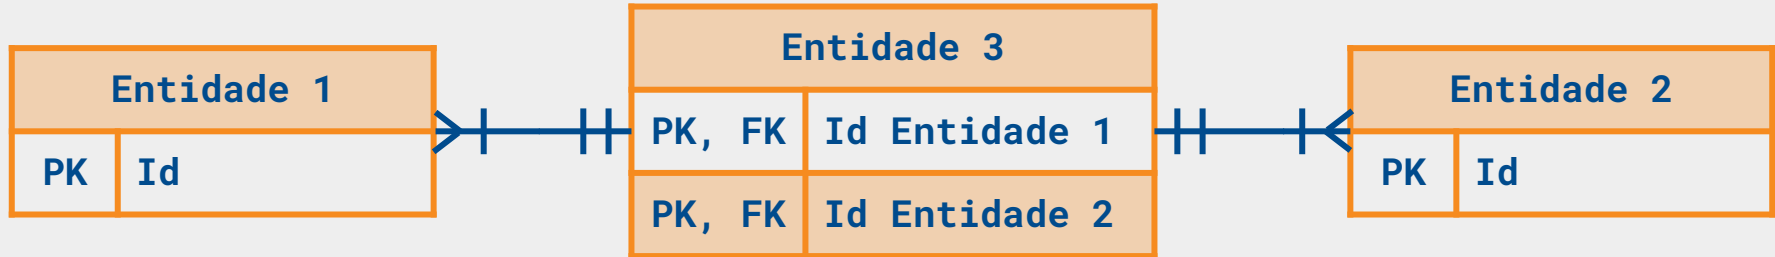 Entidade 1
PK Id
Entidade 3
PK, FK Id Entidade 1
PK, FK Id Entidade 2
Entidade 2
PK Id